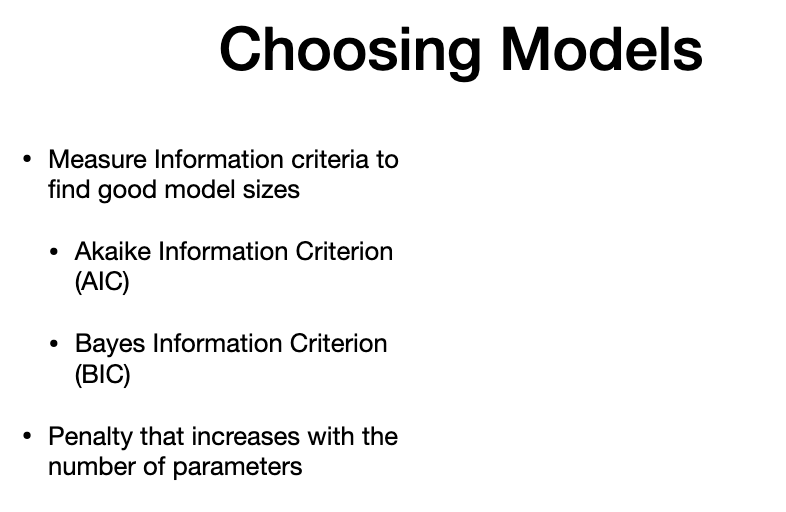 Choosing Models
• Measure Information criteria to
find good model sizes
• Akaike Information Criterion
(AIC)
• Bayes Information Criterion
(BIC)
• Penalty that increases with the
number of parameters